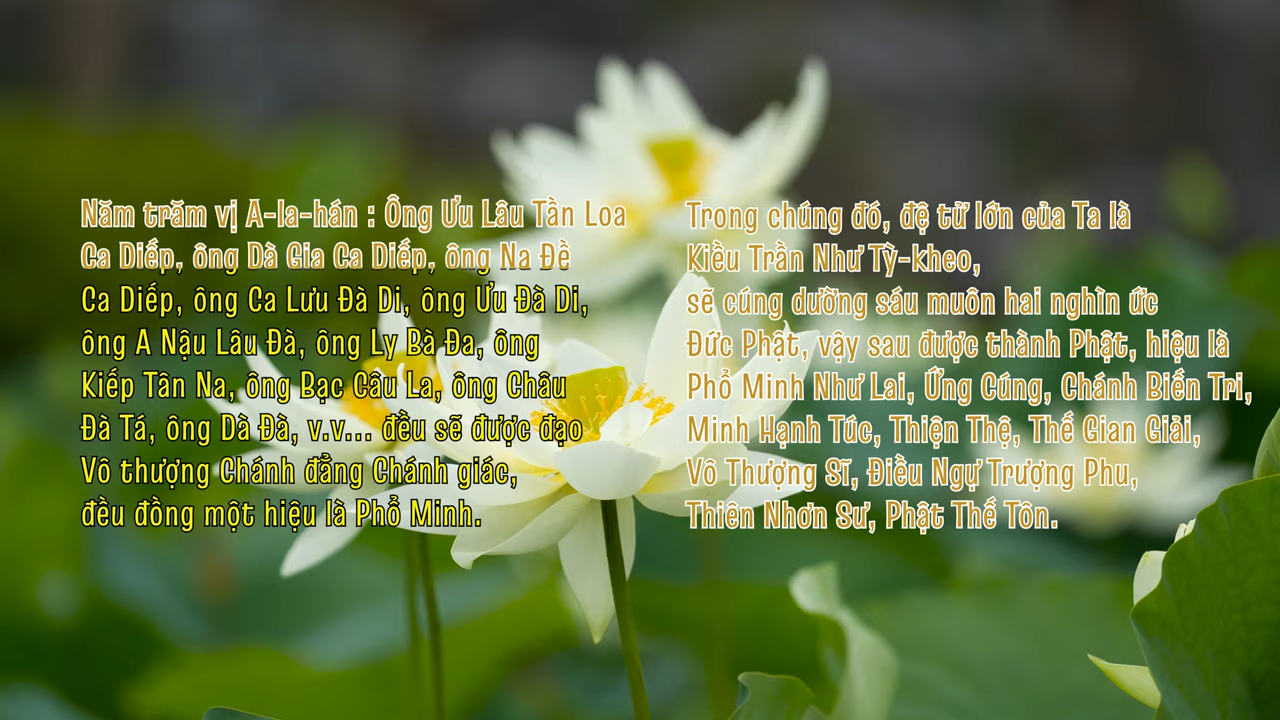 Năm trăm vị A-la-hán : Ông Ưu Lâu Tần Loa
Ca Diếp, ông Dà Gia Ca Diếp, ông Na Đề
Ca Diếp, ông Ca Lưu Đà Di, ông Ưu Đà Di,
ông A Nậu Lâu Đà, ông Ly Bà Đa, ông
Kiếp Tân Na, ông Bạc Câu La, ông Châu
Đà Tá, ông Dà Đà, v.v... đều sẽ được đạo
Vô thượng Chánh đẳng Chánh giác,
đều đồng một hiệu là Phổ Minh.
Trong chúng đó, đệ tử lớn của Ta là
Kiều Trần Như Tỳ-kheo,
sẽ cúng dường sáu muôn hai nghìn ức
Đức Phật, vậy sau được thành Phật, hiệu là
Phổ Minh Như Lai, Ứng Cúng, Chánh Biến Tri,
Minh Hạnh Túc, Thiện Thệ, Thế Gian Giải,
Vô Thượng Sĩ, Điều Ngự Trượng Phu,
Thiên Nhơn Sư, Phật Thế Tôn.